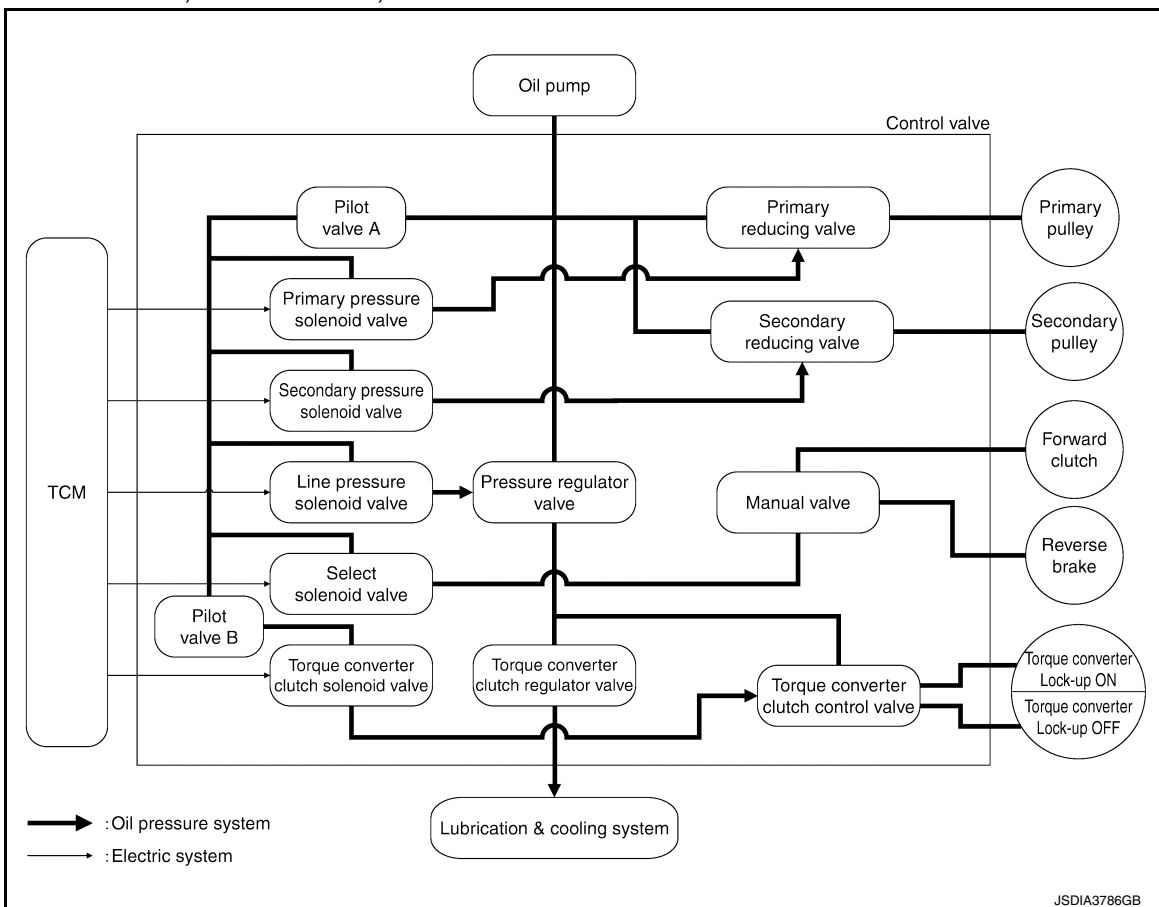 Oil pump
Control valve
Pilot
valve A
Primary
reducing valve
Primary
pulley
Primary pressure
solenoid valve
Secondary
reducing valve
Secondary
pulley
Secondary pressure
solenoid valve
Forward
clutch
TCM
Line pressure
solenoid valve
Pressure regulator
valve
Manual valve
Reverse
brake
Select
solenoid valve
Pilot
valve B
Torque converter
clutch solenoid valve
Torque converter
clutch regulator valve
Torque converter
clutch control valve
Torque converter
Lock-up ON
Torque converter
Lock-up OFF
Lubrication & cooling system
:Oil pressure system
:Electric system
JSDIA3786GB